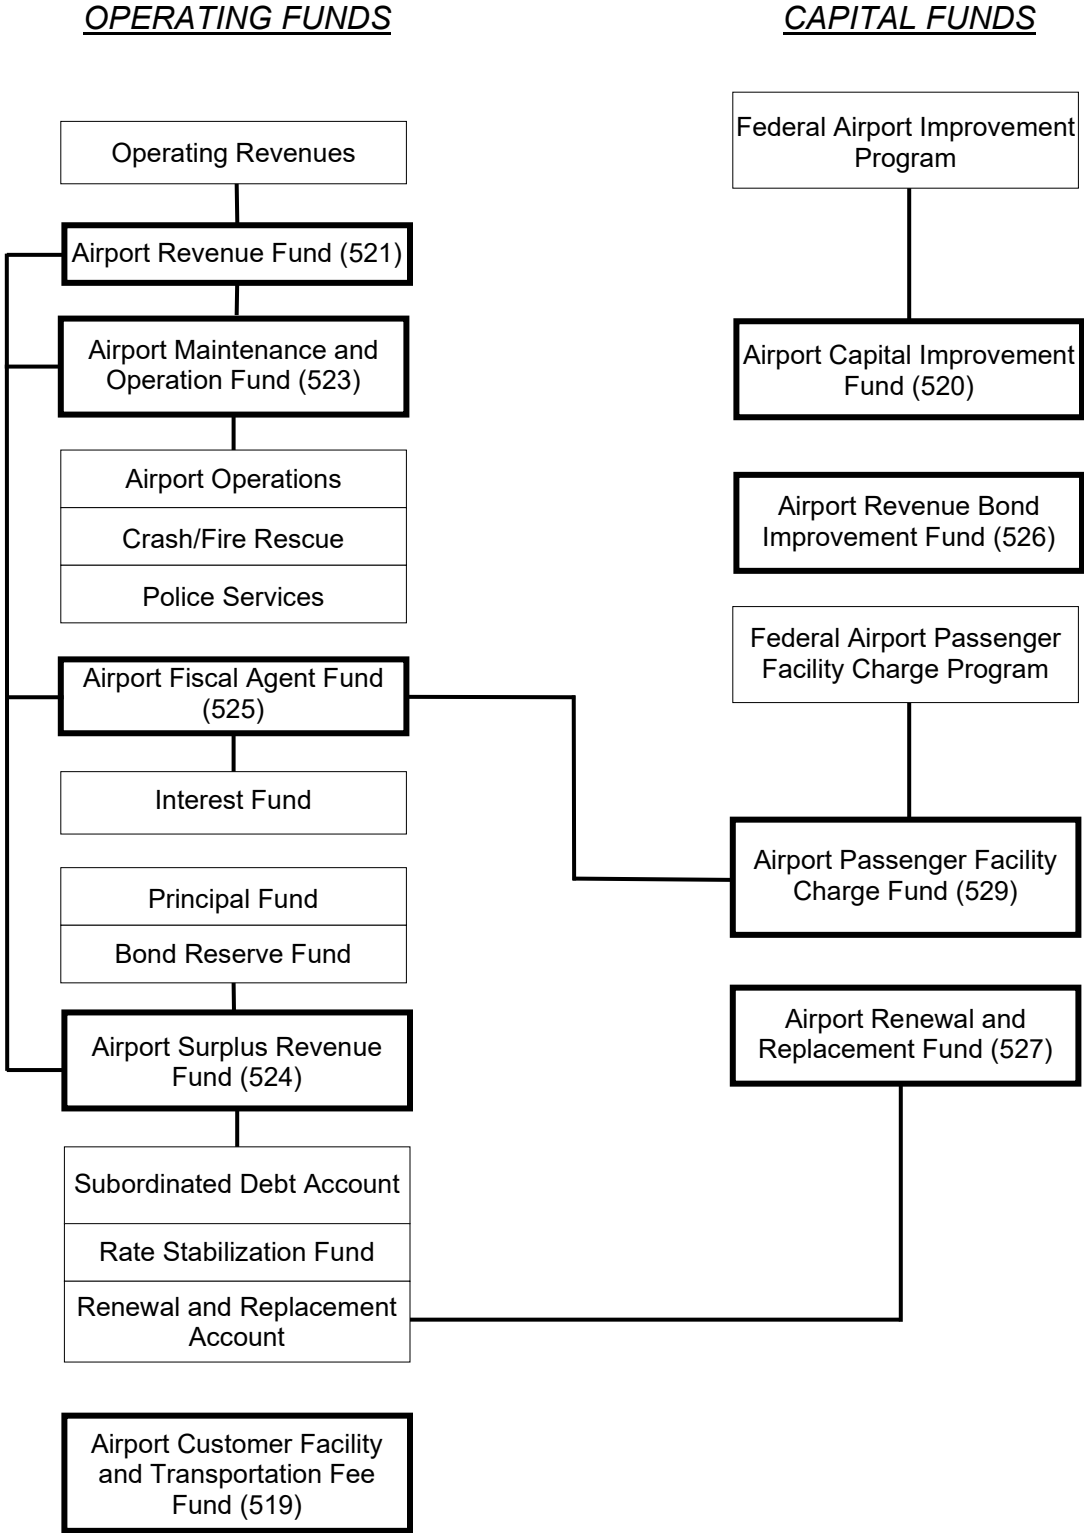 OPERATING FUNDS
Operating Revenues
Airport Revenue Fund (521)
Airport Maintenance and
Operation Fund (523)
Airport Operations
Crash/Fire Rescue
Police Services
Airport Fiscal Agent Fund
(525)
Interest Fund
Principal Fund
Bond Reserve Fund
Airport Surplus Revenue
Fund (524)
Subordinated Debt Account
Rate Stabilization Fund
Renewal and Replacement
Account
Airport Customer Facility
and Transportation Fee
Fund (519)
CAPITAL FUNDS
Federal Airport Improvement
Program
Airport Capital Improvement
Fund (520)
Airport Revenue Bond
Improvement Fund (526)
Federal Airport Passenger
Facility Charge Program
Airport Passenger Facility
Charge Fund (529)
Airport Renewal and
Replacement Fund (527)